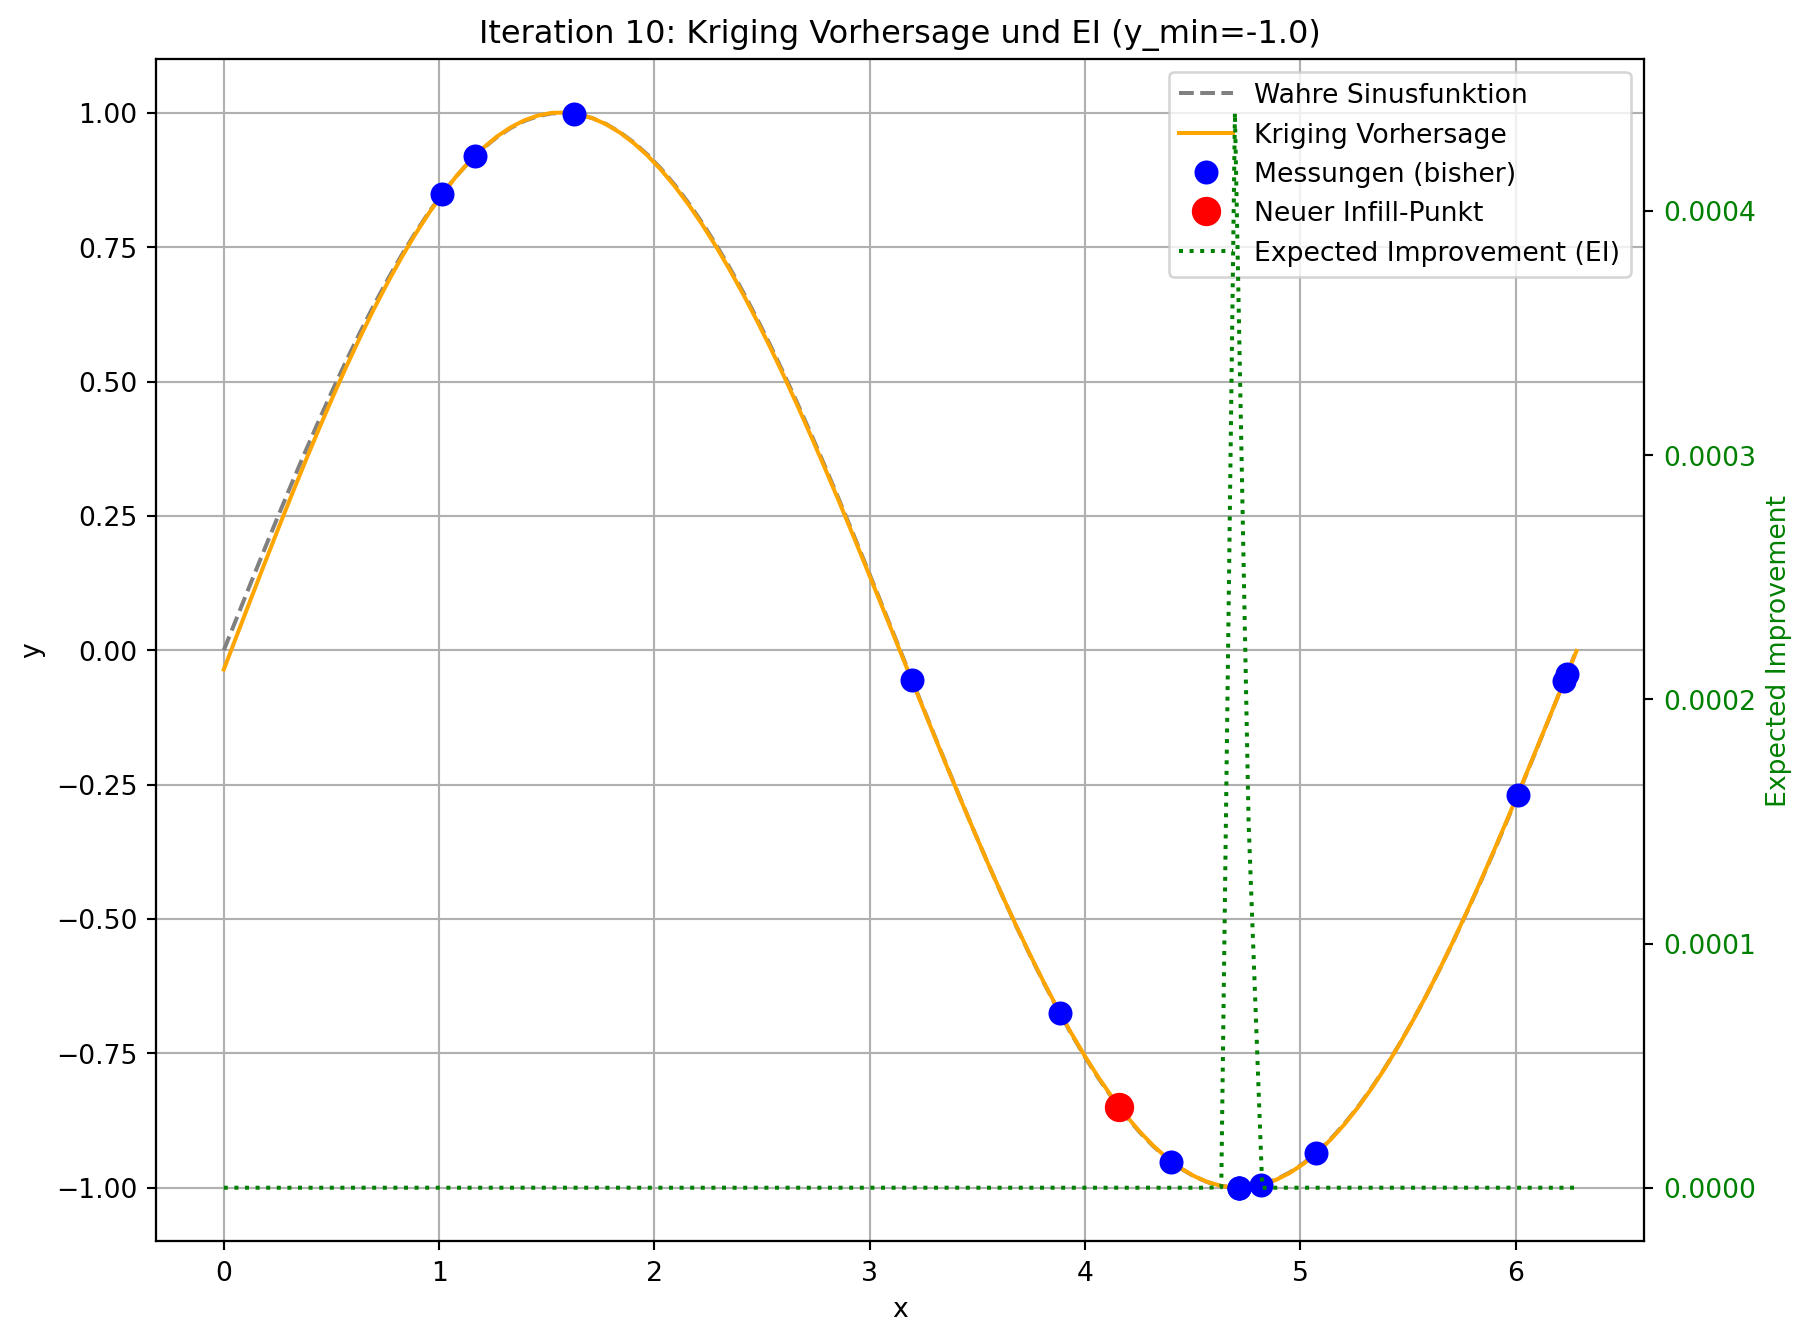 Iteration 10: Kriging Vorhersage und EI (y_min=-1.0)
Wahre Sinusfunktion
Kriging Vorhersage
Messungen (bisher)
Neuer Infill-Punkt
Expected Improvement (EI)
1.00
0.75
0.50
0.25
0.00
−0.25
−0.50
−0.75
−1.00
y
0.0004
0.0003
0.0002
0.0001
0.0000
Expected Improvement
0 1 2 3 4 5 6
x